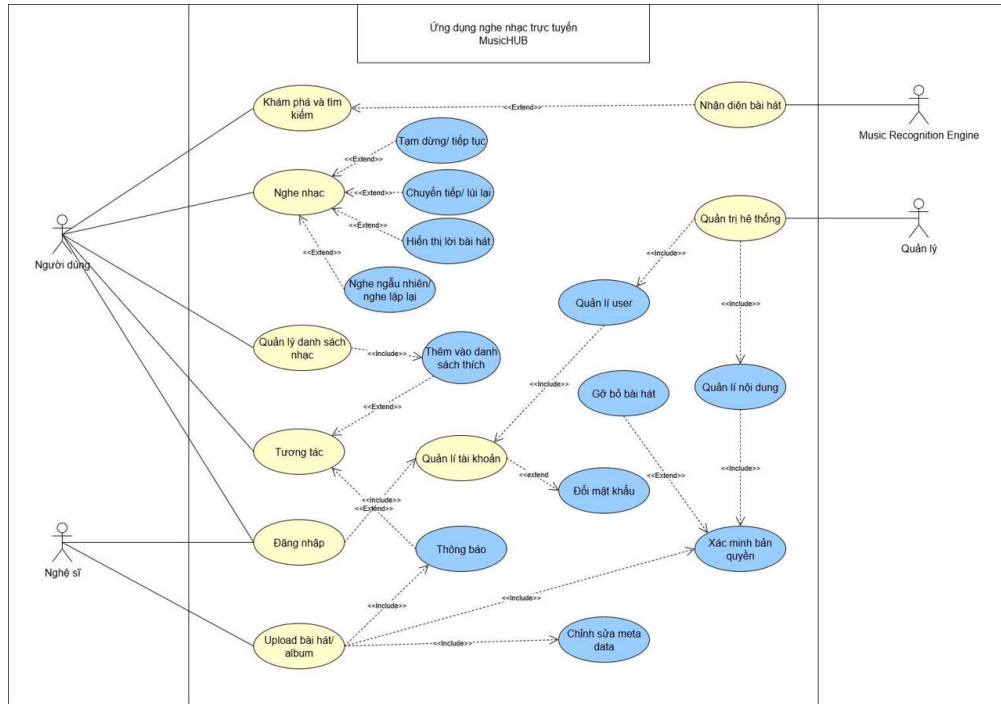 Ứng dụng nghe nhạc trực tuyến
MusicHUB
Khám phá và tìm
kiếm
<<Extend>>
Nhận diện bài hát
Music Recognition Engine
Tạm dừng/ tiếp tục
<<Extend>>
Nghe nhạc
<<Extend>>
Chuyển tiếp/ lùi lại
Quản trị hệ thống
<<Extend>>
Hiển thị lời bài hát
Người dùng
Quản lý
<<Extend>>
<<Include>>
Nghe ngẫu nhiên/
nghe lặp lại
Quản lí user
<<Include>>
Quản lý danh sách
nhạc
<<Include>>
Thêm vào danh
sách thích
<<Include>>
Gỡ bỏ bài hát
Quản lí nội dung
<<Extend>>
Tương tác
Quản lí tài khoản
<<Include>>
<<extend
<<Extend>>
Đổi mật khẩu
<<Include>>
<<Extend>>
Đăng nhập
Thông báo
Xác minh bản
quyền
Nghệ sĩ
<<Include>>
<<Include>>
Upload bài hát/
album
<<Include>>
Chỉnh sửa meta
data